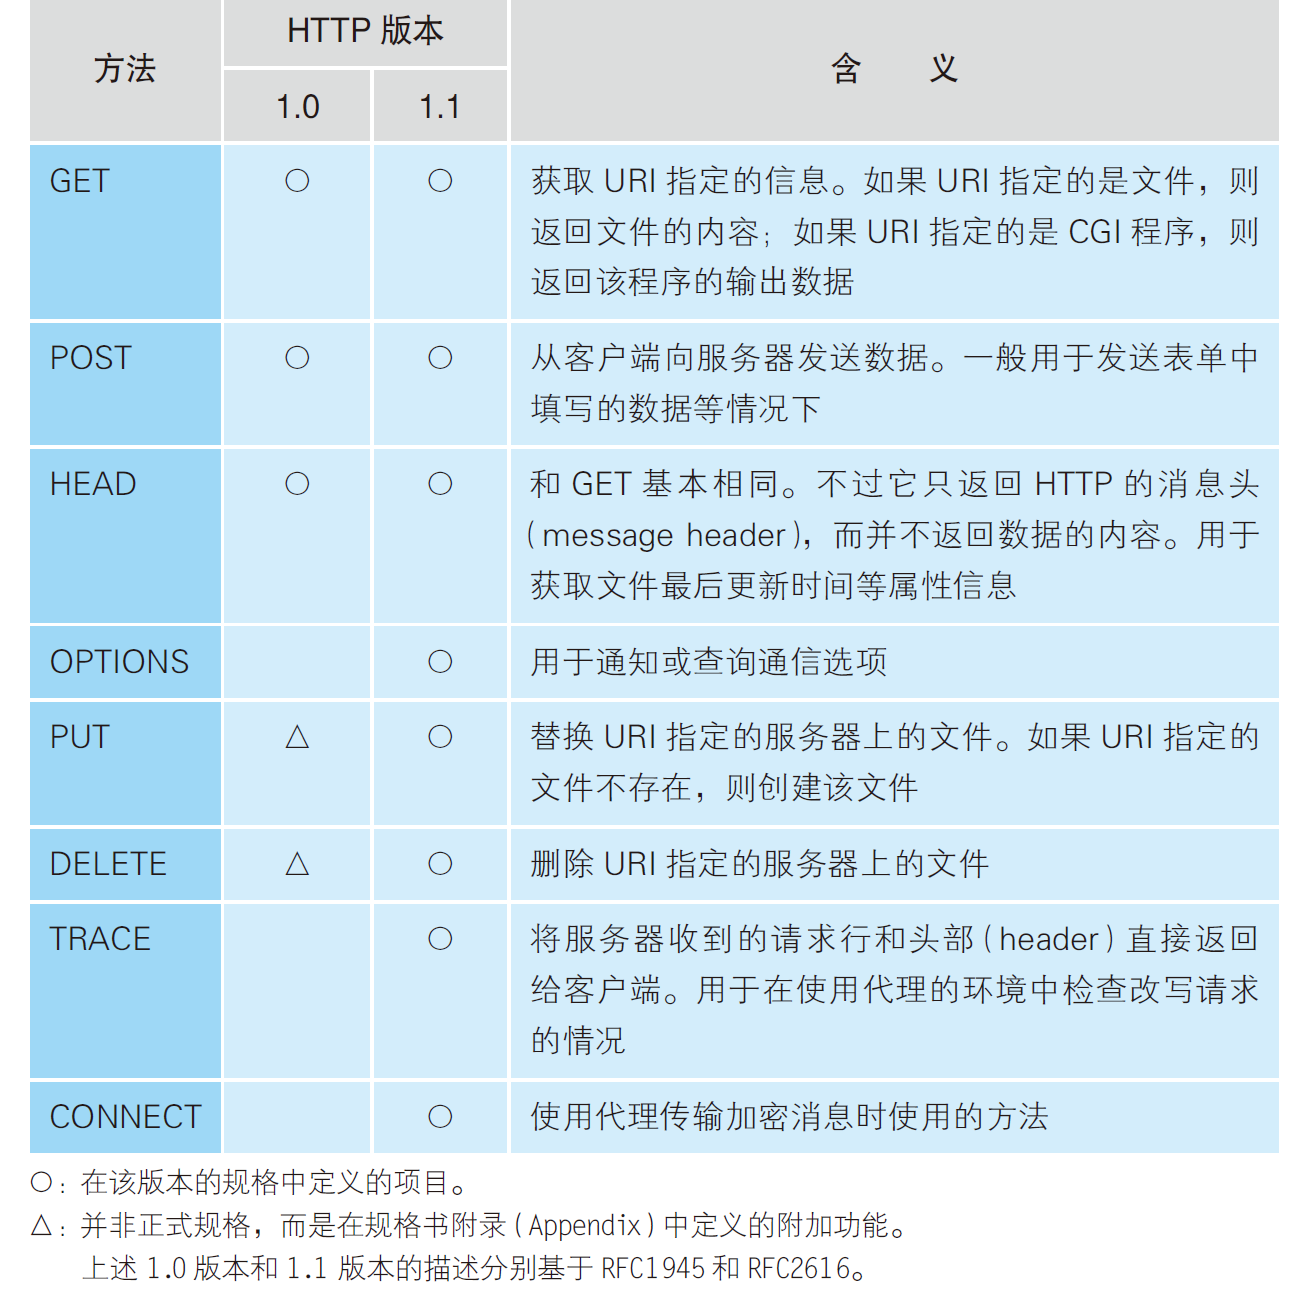 方法
HTTP 版本
含 义
1.0 1.1
GET ○ ○ 获取 URI 指定的信息。如果 URI 指定的是文件，则
返回文件的内容；如果 URI 指定的是 CGI 程序，则
返回该程序的输出数据
POST ○ ○ 从客户端向服务器发送数据。一般用于发送表单中
填写的数据等情况下
HEAD ○ ○ 和 GET 基本相同。不过它只返回 HTTP 的消息头
（message header），而并不返回数据的内容。用于
获取文件最后更新时间等属性信息
OPTIONS ○ 用于通知或查询通信选项
PUT △ ○ 替换 URI 指定的服务器上的文件。如果 URI 指定的
文件不存在，则创建该文件
DELETE △ ○ 删除 URI 指定的服务器上的文件
TRACE ○ 将服务器收到的请求行和头部（header）直接返回
给客户端。用于在使用代理的环境中检查改写请求
的情况
CONNECT ○ 使用代理传输加密消息时使用的方法
○：在该版本的规格中定义的项目。
△：并非正式规格，而是在规格书附录（Appendix）中定义的附加功能。
上述 1.0 版本和 1.1 版本的描述分别基于 RFC1945 和 RFC2616。